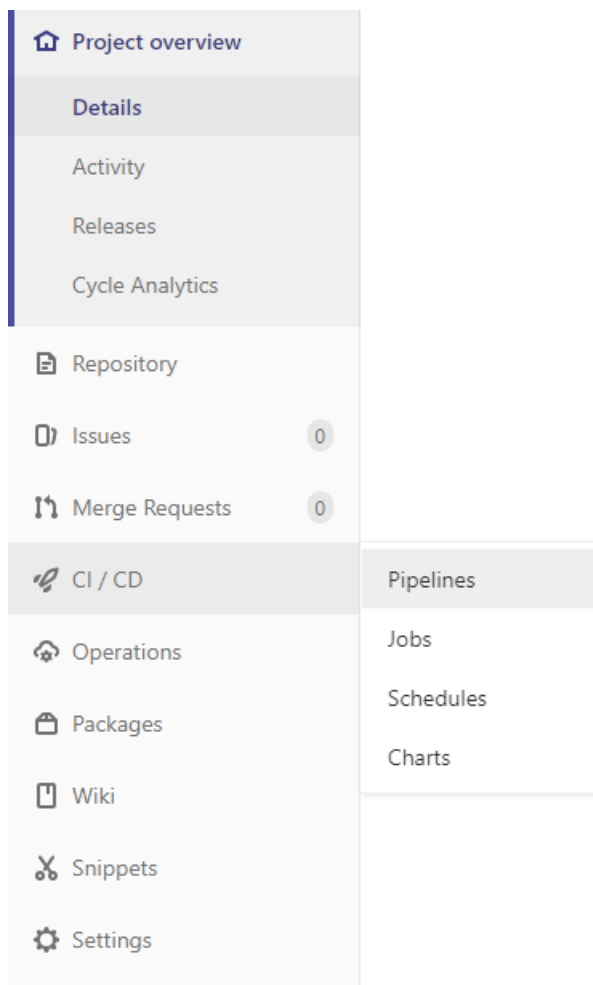 Project overview
Details
Activity
Releases
Cycle Analytics
Repository
Issues 0
Merge Requests 0
CI / CD
Pipelines
Jobs
Schedules
Charts
Operations
Packages
Wiki
Snippets
Settings